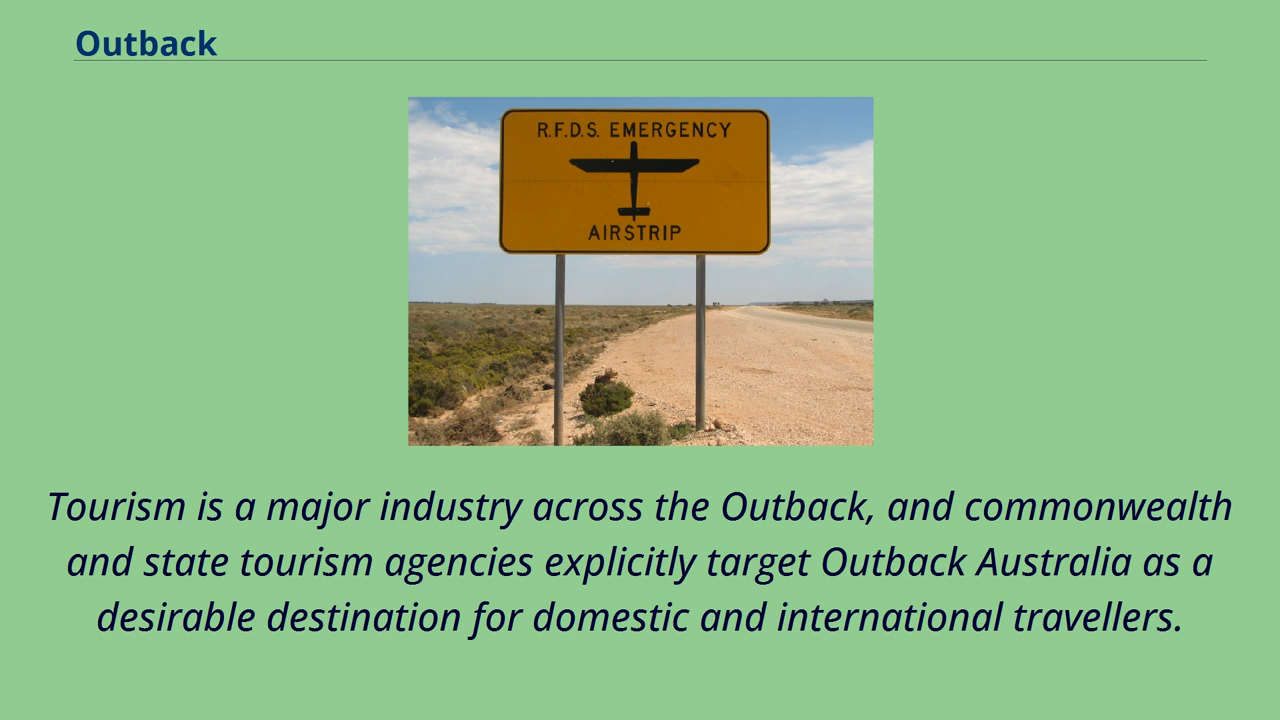 Outback
R.F.D.S. EMERGENCY
AIRSTRIP
Tourism is a major industry across the Outback, and commonwealth
and state tourism agencies explicitly target Outback Australia as a
desirable destination for domestic and international travellers.